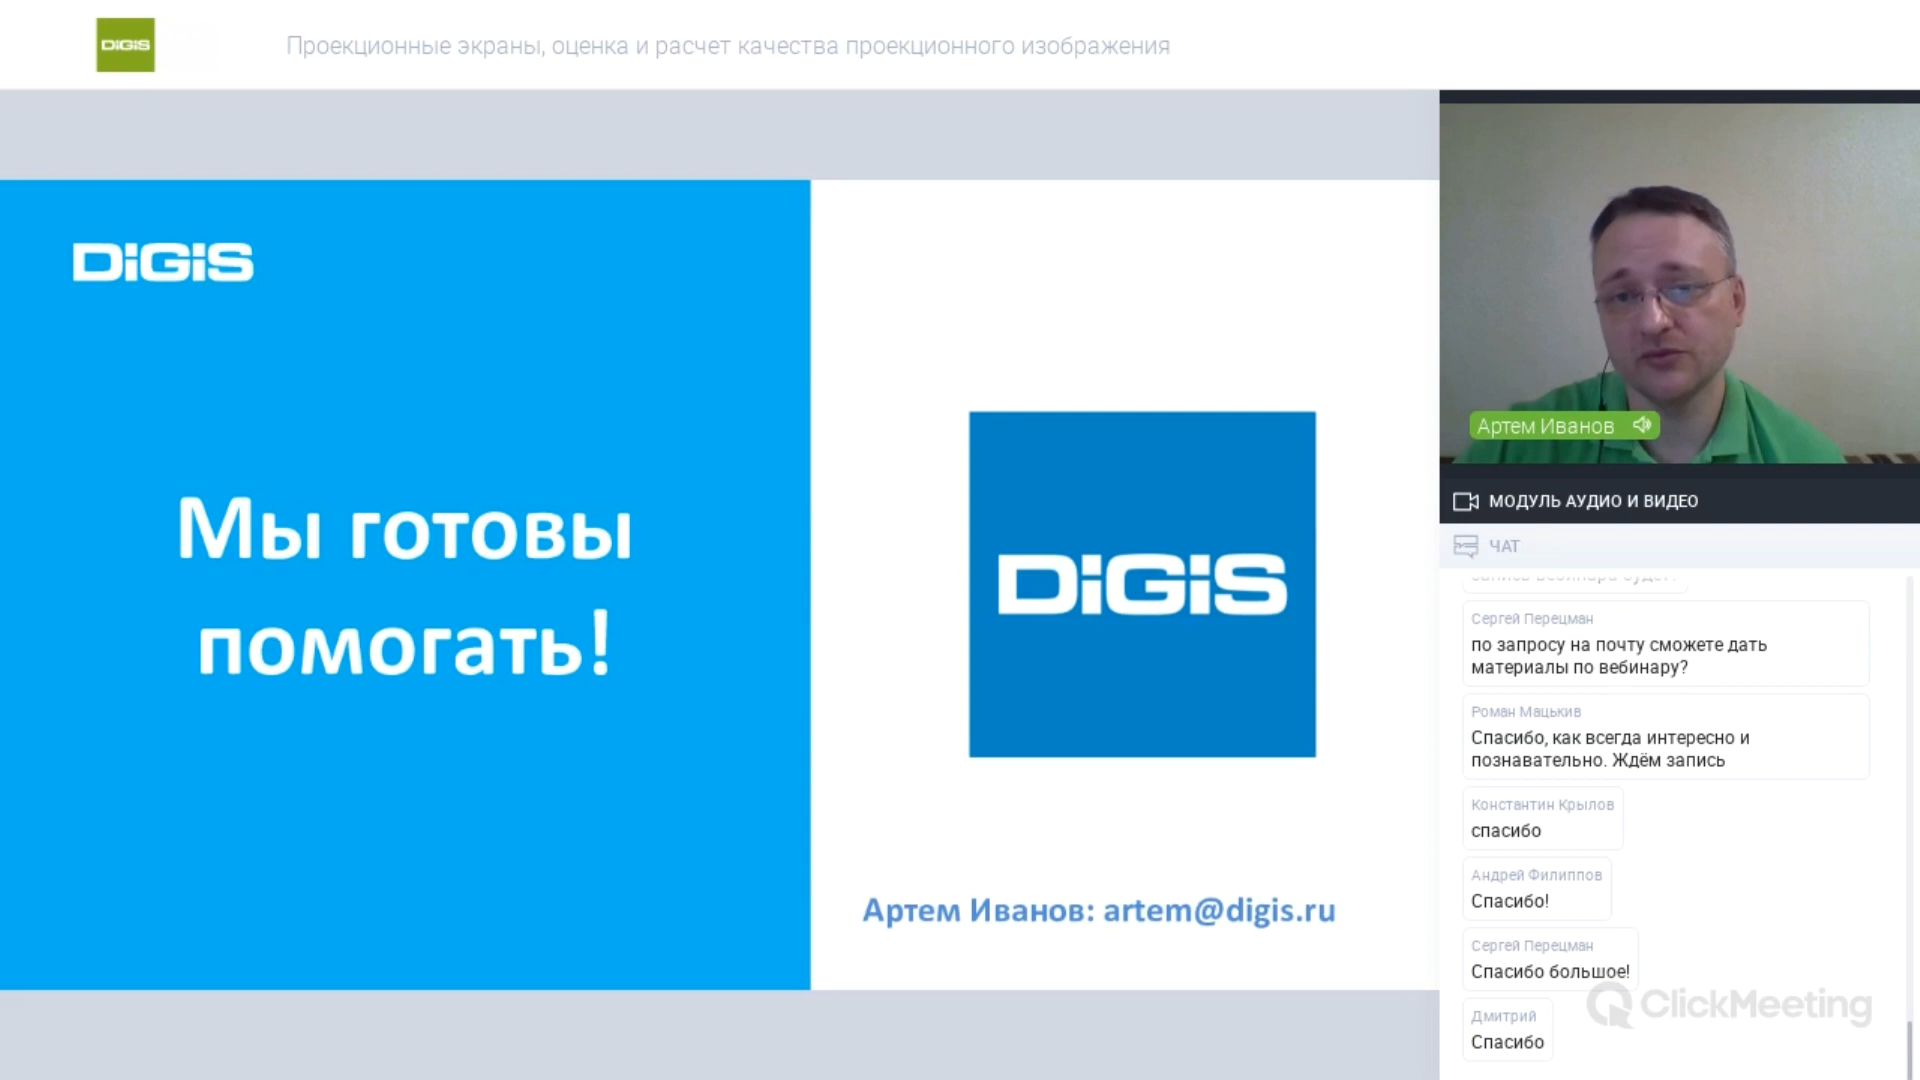 DiGiS
Проекционные экраны, оценка и расчет качества проекционного изображения
DiGiS
Мы готовы
помогать!
DiGiS
Артем Иванов: artem@digis.ru
Артем Иванов
МОДУЛЬ АУДИО И ВИДЕО
ЧАТ
Сергей Перецман
по запросу на почту сможете дать
материалы по вебинару?
Роман Мацькив
Спасибо, как всегда интересно и
познавательно. Ждём запись
Константин Крылов
спасибо
Андрей Филиппов
Спасибо!
Сергей Перецман
Спасибо большое!
ClickMeeting
Дмитрий
Спасибо